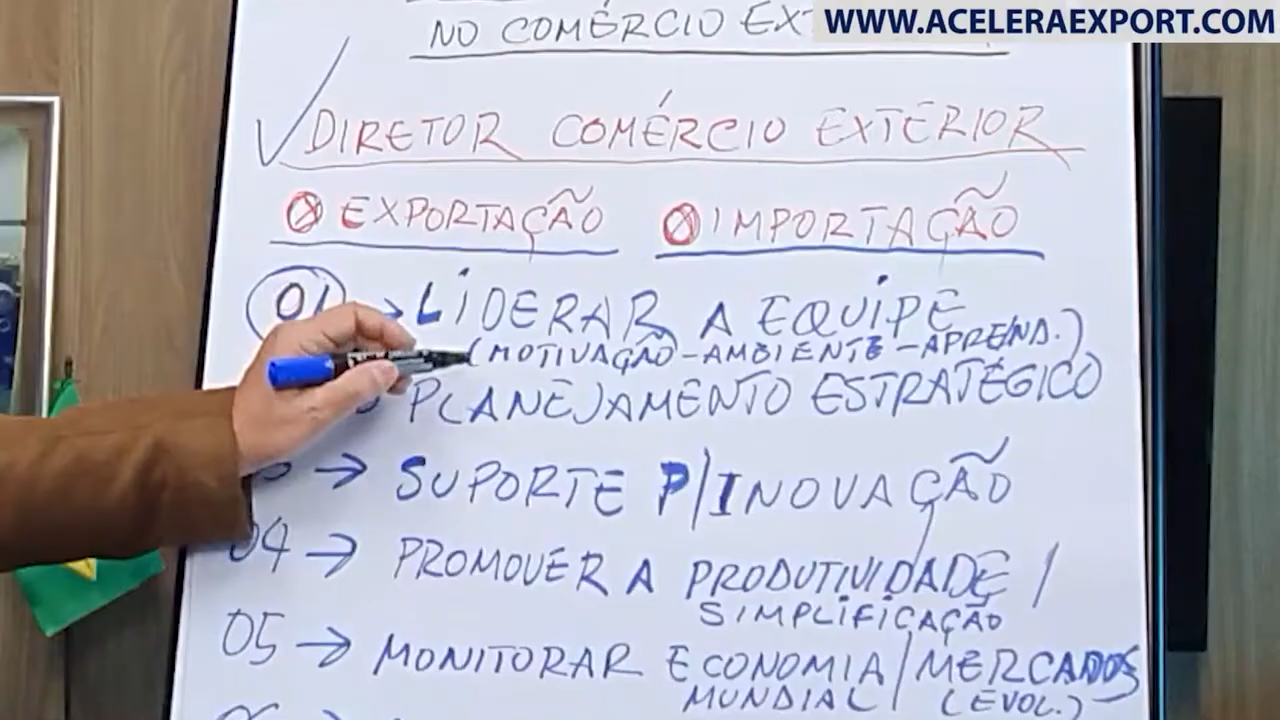 WWW.ACELERAEXPORT.COM
NO COMÉRCIO EX
DIRETOR COMÉRCIO EXTERIOR
EXPORTAÇÃO IMPORTAÇÃO
01 → LIDERAR A EQUIPE
(MOTIVAÇÃO - AMBIENTE - APREND.)
PLANEJAMENTO ESTRATÉGICO
→ SUPORTE P/ INOVAÇÃO
04 → PROMOVER A PRODUTIVIDADE /
SIMPLIFICAÇÃO
05 → MONITORAR ECONOMIA / MERCADOS
MUNDIAL (EVOL.)